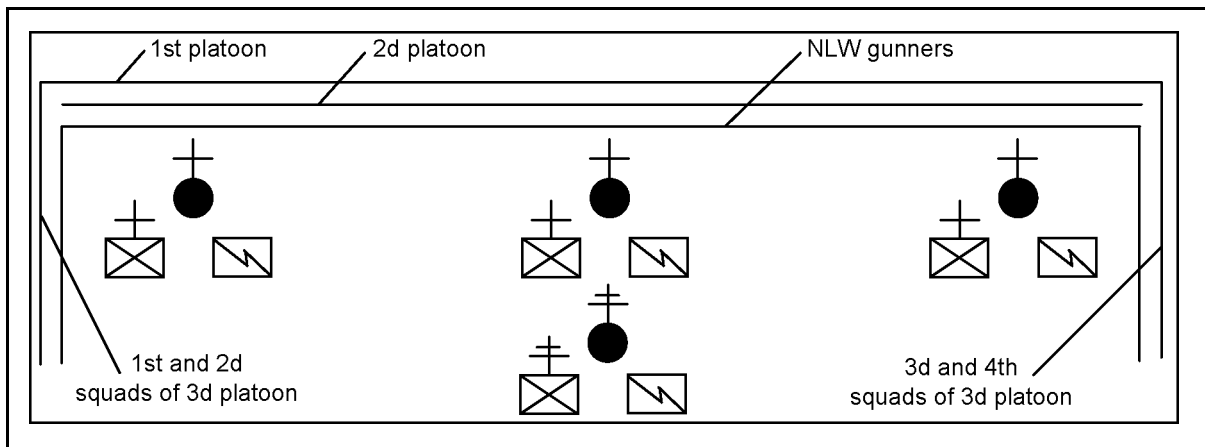 1st platoon
2d platoon
NLW gunners
1st and 2d
squads of 3d platoon
3d and 4th
squads of 3d platoon